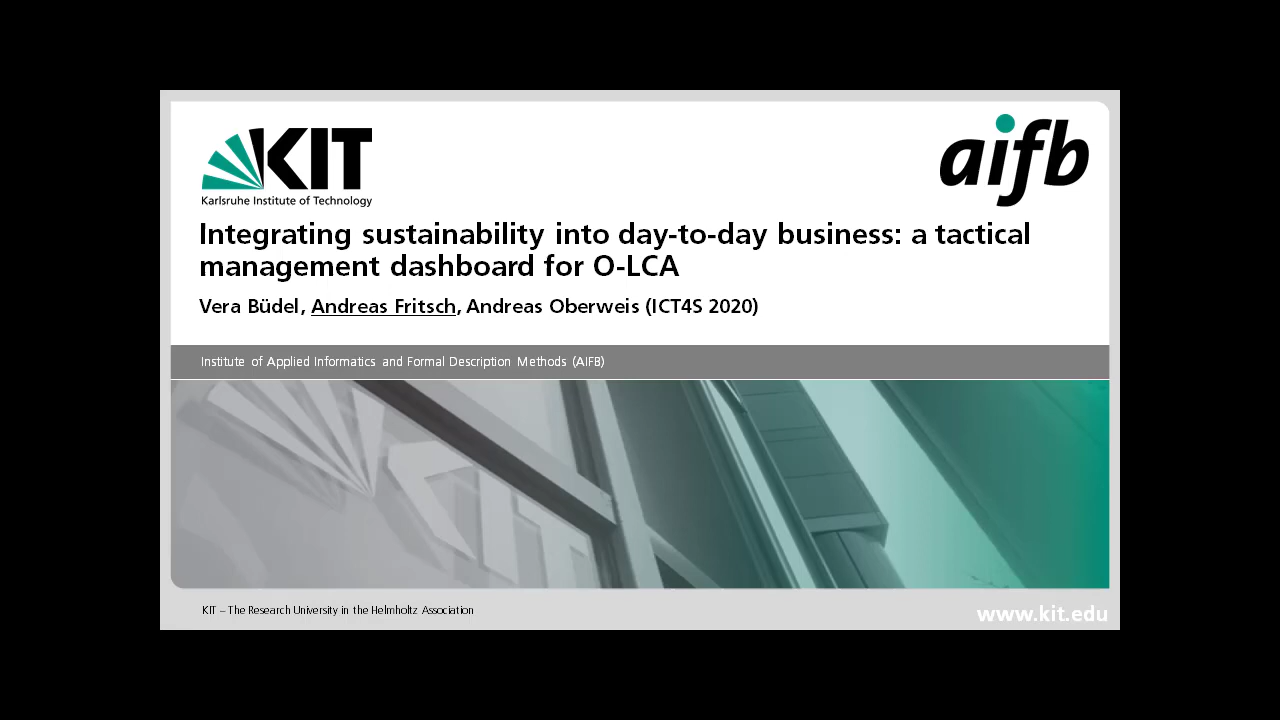 KIT
Karlsruhe Institute of Technology
aifb
Integrating sustainability into day-to-day business: a tactical
management dashboard for O-LCA
Vera Büdel, Andreas Fritsch, Andreas Oberweis (ICT4S 2020)
Institute of Applied Informatics and Formal Description Methods (AIFB)
KIT
KIT – The Research University in the Helmholtz Association
www.kit.edu